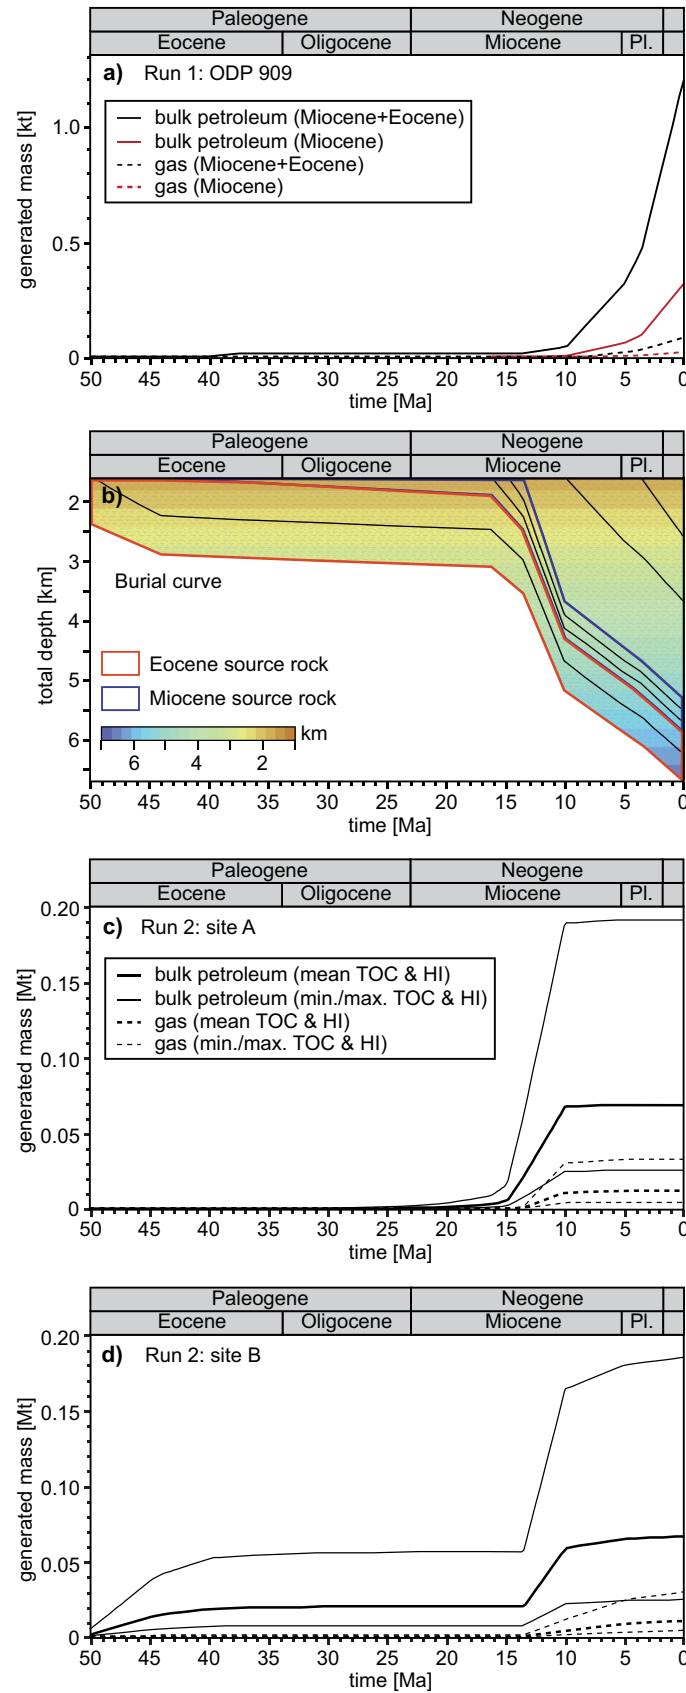 Paleogene Neogene
Eocene Oligocene Miocene Pl.
a) Run 1: ODP 909
bulk petroleum (Miocene+Eocene)
bulk petroleum (Miocene)
gas (Miocene+Eocene)
gas (Miocene)
generated mass [kt]
1.0
0.5
0
50 45 40 35 30 25 20 15 10 5 0
time [Ma]
Paleogene Neogene
Eocene Oligocene Miocene Pl.
b)
Burial curve
Eocene source rock
Miocene source rock
km
6 4 2
total depth [km]
2
3
4
5
6
50 45 40 35 30 25 20 15 10 5 0
time [Ma]
Paleogene Neogene
Eocene Oligocene Miocene Pl.
c) Run 2: site A
bulk petroleum (mean TOC & HI)
bulk petroleum (min./max. TOC & HI)
gas (mean TOC & HI)
gas (min./max. TOC & HI)
generated mass [Mt]
0.20
0.15
0.10
0.05
0
50 45 40 35 30 25 20 15 10 5 0
time [Ma]
Paleogene Neogene
Eocene Oligocene Miocene Pl.
d) Run 2: site B
generated mass [Mt]
0.20
0.15
0.10
0.05
0
50 45 40 35 30 25 20 15 10 5 0
time [Ma]